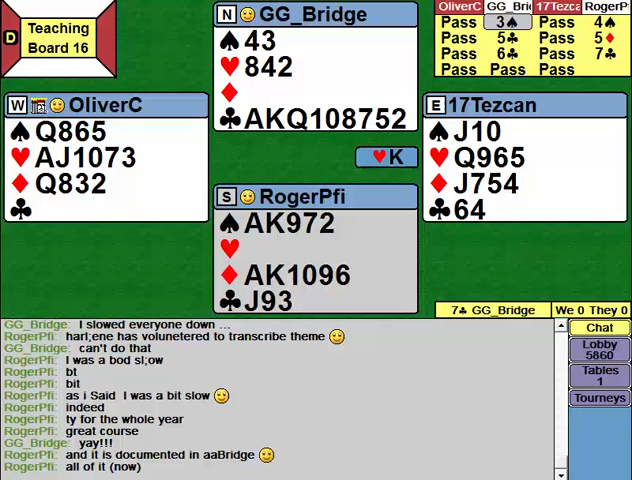 D
Teaching
Board 16
N GG_Bridge
♠ 43
♥ 842
♦
♣ AKQ108752
OliverC GG_Bri 17Tezca RogerP
Pass 3♠ Pass 4♠
Pass 5♣ Pass 5♦
Pass 6♣ Pass 7♣
Pass Pass Pass
W OliverC
♠ Q865
♥ AJ1073
♦ Q832
♣
E 17Tezcan
♠ J10
♥ Q965
♦ J754
♣ 64
♥K
S RogerPfi
♠ AK972
♥
♦ AK1096
♣ J93
7♣ GG_Bridge We 0 They 0
GG_Bridge: I slowed everyone down ...
RogerPfi: harl;ene has volunetered to transcribe theme
GG_Bridge: can't do that
RogerPfi: I was a bod sl;ow
RogerPfi: bt
RogerPfi: bit
RogerPfi: as i Said I was a bit slow
RogerPfi: indeed
RogerPfi: ty for the whole year
RogerPfi: great course
GG_Bridge: yay!!!
RogerPfi: and it is documented in aaBridge
RogerPfi: all of it (now)
Chat
Lobby
5860
Tables
1
Tourneys